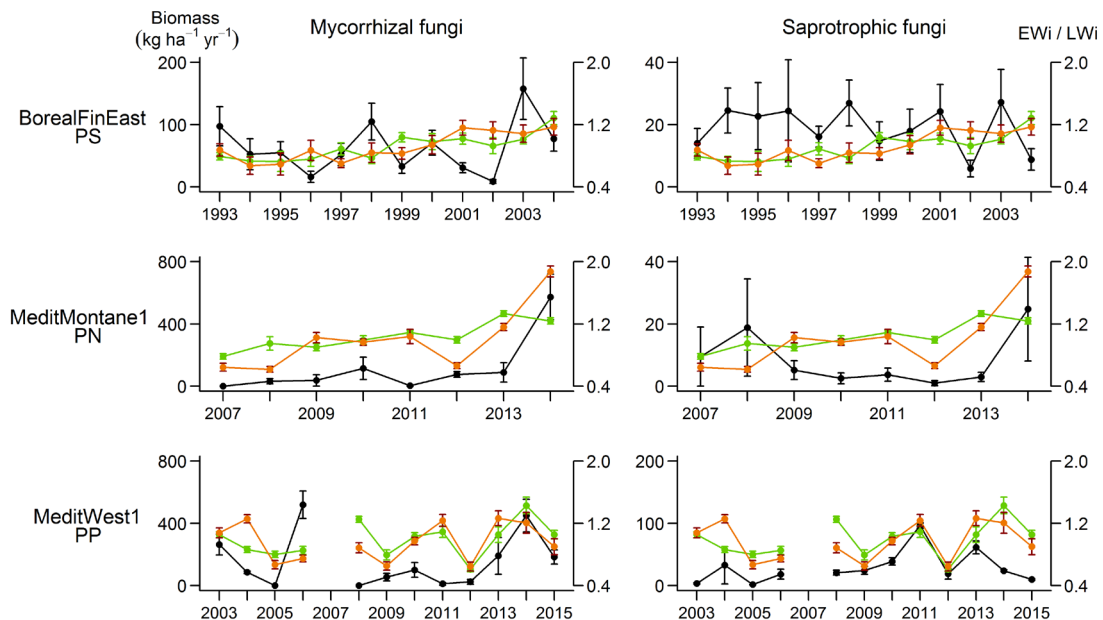 Biomass
(kg ha⁻¹ yr⁻¹)
Mycorrhizal fungi
Saprotrophic fungi
EWi / LWi
BorealFinEast
PS
200
100
0
2.0
1.2
0.4
1993 1995 1997 1999 2001 2003
40
20
0
2.0
1.2
0.4
1993 1995 1997 1999 2001 2003
MeditMontane1
PN
800
400
0
2.0
1.2
0.4
2007 2009 2011 2013
40
20
0
2.0
1.2
0.4
2007 2009 2011 2013
MeditWest1
PP
800
400
0
2.0
1.2
0.4
2003 2005 2007 2009 2011 2013 2015
200
100
0
2.0
1.2
0.4
2003 2005 2007 2009 2011 2013 2015